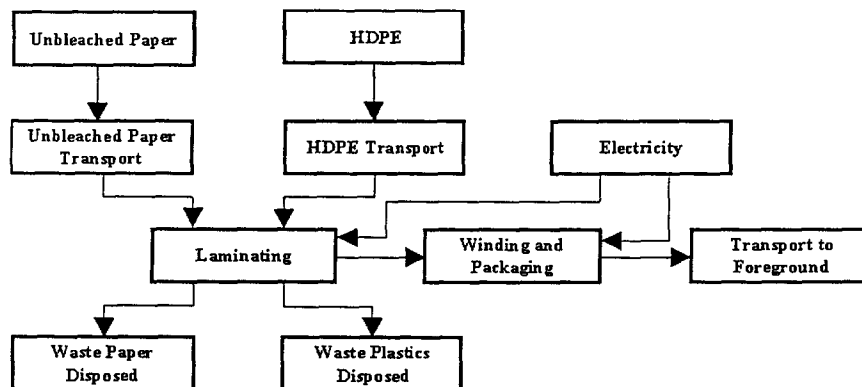 Unbleached Paper
HDPE
Unbleached Paper
Transport
HDPE Transport
Electricity
Laminating
Winding and
Packaging
Transport to
Foreground
Waste Paper
Disposed
Waste Plastics
Disposed